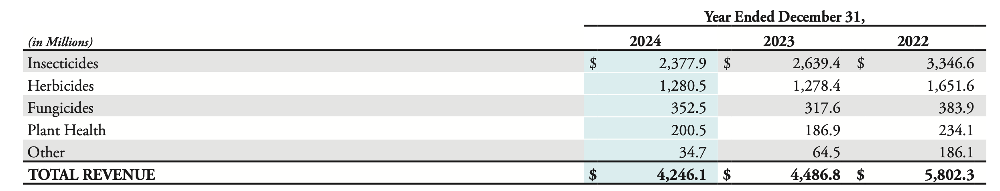 Year Ended December 31,
(in Millions) 2024 2023 2022
Insecticides $ 2,377.9 $ 2,639.4 $ 3,346.6
Herbicides 1,280.5 1,278.4 1,651.6
Fungicides 352.5 317.6 383.9
Plant Health 200.5 186.9 234.1
Other 34.7 64.5 186.1
TOTAL REVENUE $ 4,246.1 $ 4,486.8 $ 5,802.3